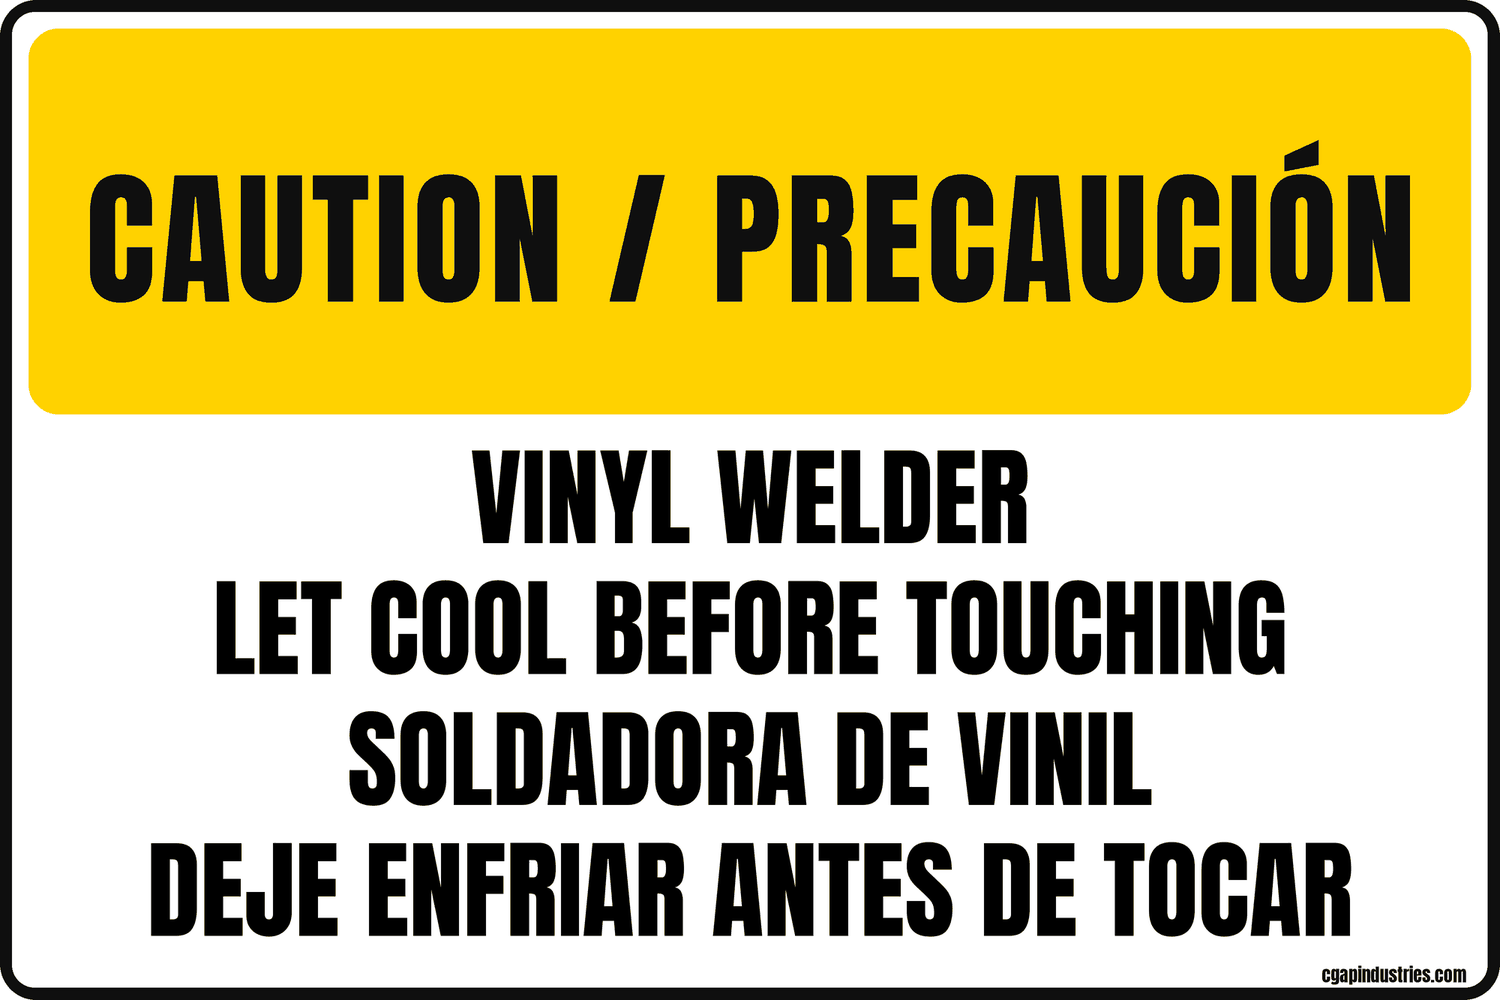 CAUTION / PRECAUCIÓN
VINYL WELDER
LET COOL BEFORE TOUCHING
SOLDADORA DE VINIL
DEJE ENFRIAR ANTES DE TOCAR
cgapindustries.com